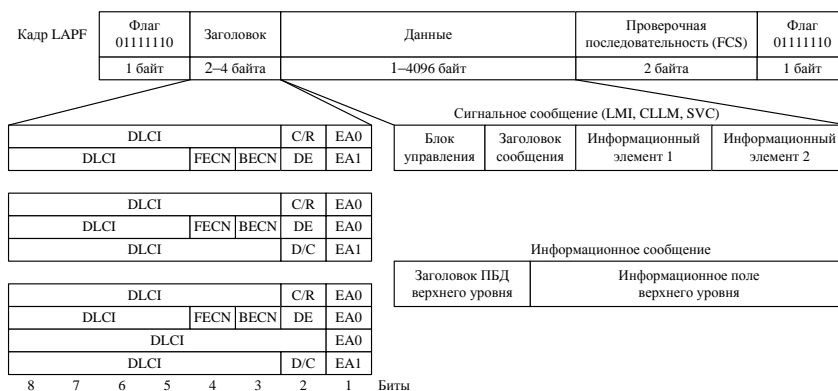 Кадр LAPF
Флаг
01111110
Заголовок
Данные
Проверочная
последовательность (FCS)
Флаг
01111110
1 байт
2–4 байта
1–4096 байт
2 байта
1 байт
DLCI C/R EA0
DLCI FECN BECN DE EA1
Сигнальное сообщение (LMI, CLLM, SVC)
Блок
управления
Заголовок
сообщения
Информационный
элемент 1
Информационный
элемент 2
DLCI C/R EA0
DLCI FECN BECN DE EA0
DLCI D/C EA1
Информационное сообщение
Заголовок ПБД
верхнего уровня
Информационное поле
верхнего уровня
DLCI C/R EA0
DLCI FECN BECN DE EA0
DLCI EA0
DLCI D/C EA1
8 7 6 5 4 3 2 1 Биты